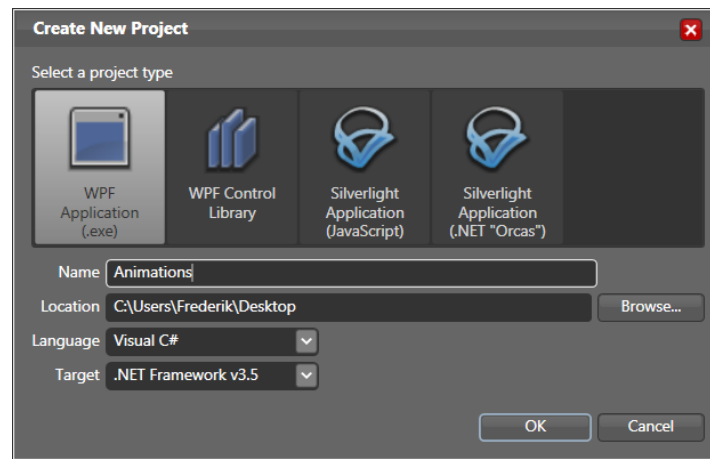 Create New Project
Select a project type
WPF
Application
(.exe)
WPF Control
Library
Silverlight
Application
(JavaScript)
Silverlight
Application
(.NET "Orcas")
Name Animations
Location C:\Users\Frederik\Desktop Browse...
Language Visual C#
Target .NET Framework v3.5
OK Cancel